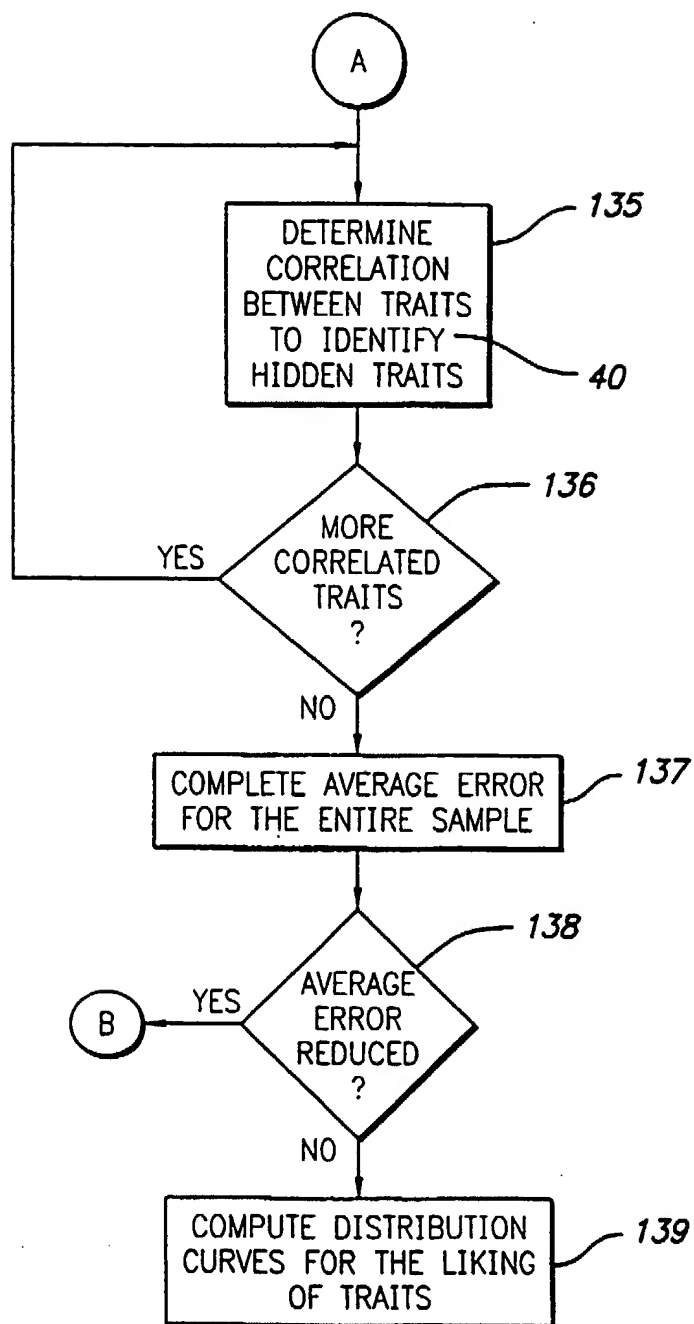 A
DETERMINE
CORRELATION
BETWEEN TRAITS
TO IDENTIFY
HIDDEN TRAITS
135
40
MORE
CORRELATED
TRAITS
?
136
YES
NO
COMPLETE AVERAGE ERROR
FOR THE ENTIRE SAMPLE
137
AVERAGE
ERROR
REDUCED
?
138
YES
B
NO
COMPUTE DISTRIBUTION
CURVES FOR THE LIKING
OF TRAITS
139